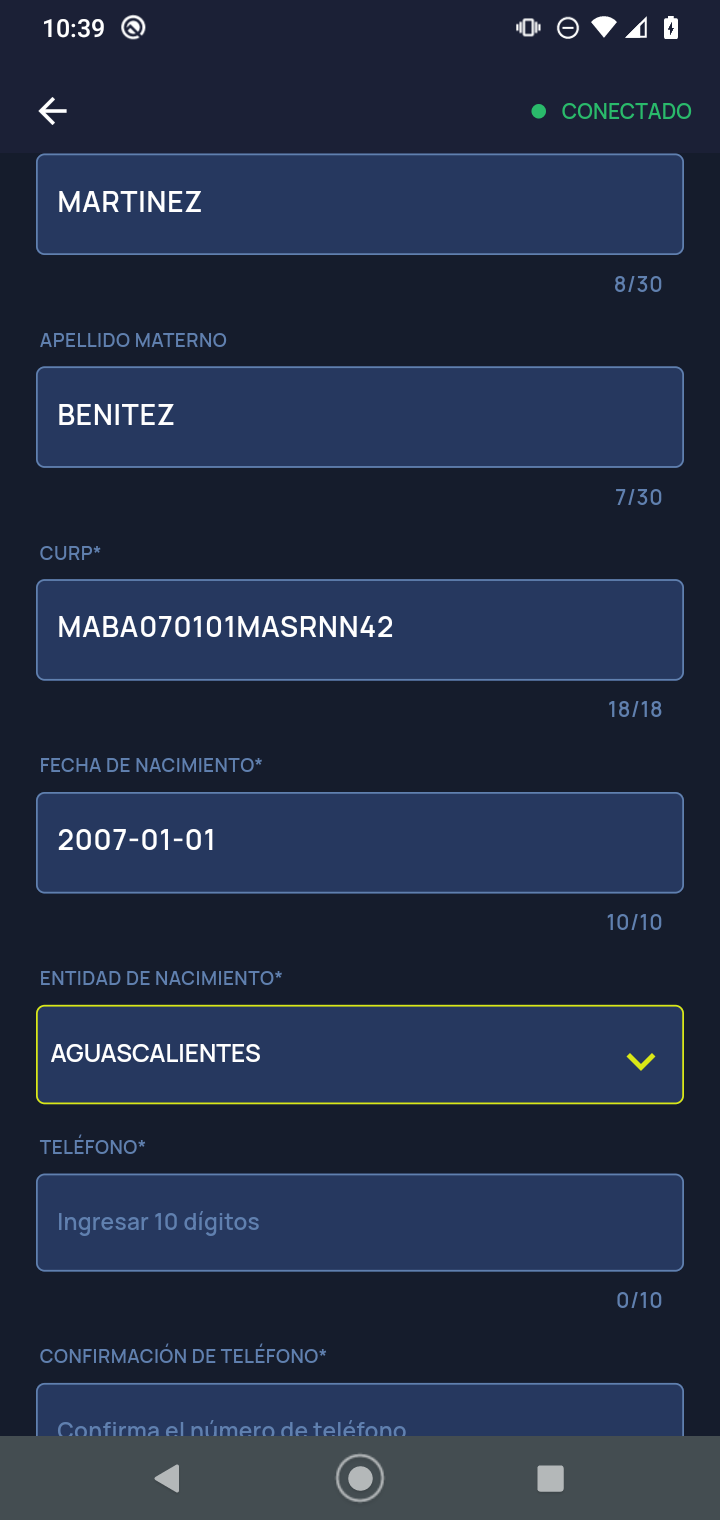 10:39
CONECTADO
MARTINEZ
8/30
APELLIDO MATERNO
BENITEZ
7/30
CURP*
MABA070101MASRNN42
18/18
FECHA DE NACIMIENTO*
2007-01-01
10/10
ENTIDAD DE NACIMIENTO*
AGUASCALIENTES
TELÉFONO*
Ingresar 10 dígitos
0/10
CONFIRMACIÓN DE TELÉFONO*
Confirma el número de teléfono